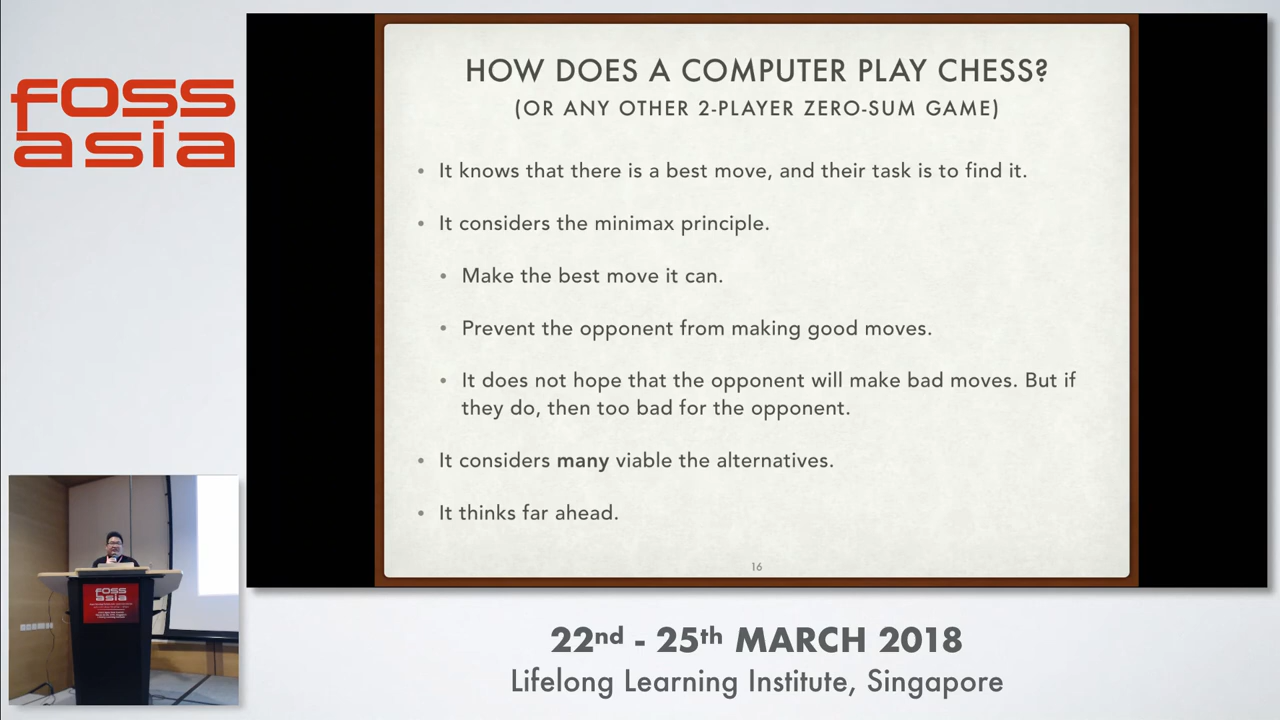 foss
asia
HOW DOES A COMPUTER PLAY CHESS?
(OR ANY OTHER 2-PLAYER ZERO-SUM GAME)
• It knows that there is a best move, and their task is to find it.
• It considers the minimax principle.
• Make the best move it can.
• Prevent the opponent from making good moves.
• It does not hope that the opponent will make bad moves. But if
they do, then too bad for the opponent.
• It considers many viable the alternatives.
• It thinks far ahead.
16
foss
asia
22nd - 25th MARCH 2018
Lifelong Learning Institute, Singapore